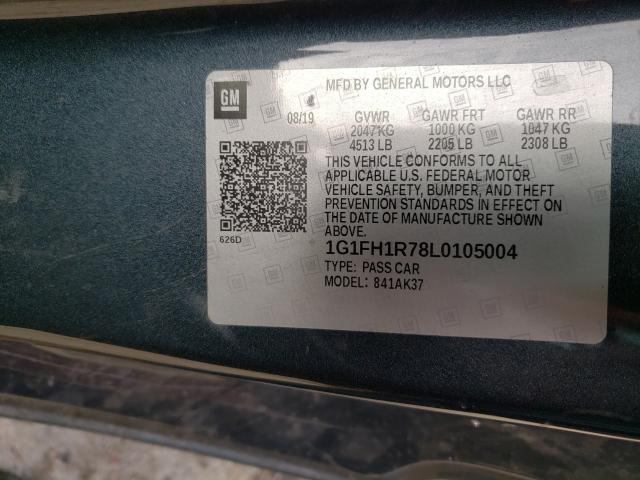 GM
MFD BY GENERAL MOTORS LLC
08/19 GVWR GAWR FRT GAWR RR
2047KG 1000 KG 1047 KG
4513 LB 2205 LB 2308 LB
THIS VEHICLE CONFORMS TO ALL
APPLICABLE U.S. FEDERAL MOTOR
VEHICLE SAFETY, BUMPER, AND THEFT
PREVENTION STANDARDS IN EFFECT ON
THE DATE OF MANUFACTURE SHOWN
ABOVE.
626D
1G1FH1R78L0105004
TYPE: PASS CAR
MODEL: 841AK37